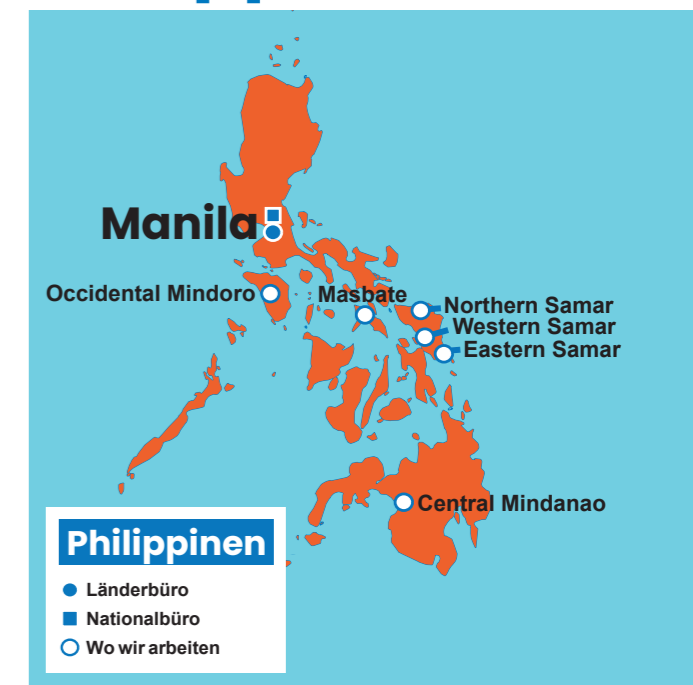 Manila
Occidental Mindoro
Masbate
Northern Samar
Western Samar
Eastern Samar
Central Mindanao
Philippinen
Länderbüro
Nationalbüro
Wo wir arbeiten